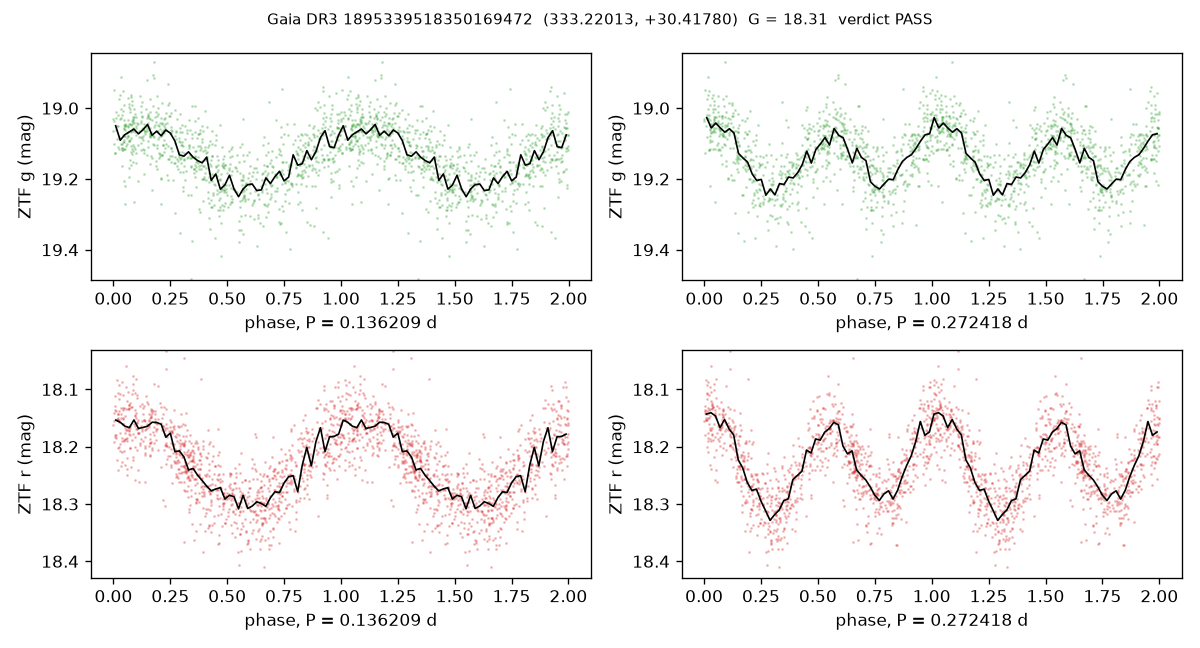 Gaia DR3 1895339518350169472 (333.22013, +30.41780) G = 18.31 verdict PASS
ZTF g (mag)
19.0
19.2
19.4
0.00 0.25 0.50 0.75 1.00 1.25 1.50 1.75 2.00
phase, P = 0.136209 d
ZTF g (mag)
19.0
19.2
19.4
0.00 0.25 0.50 0.75 1.00 1.25 1.50 1.75 2.00
phase, P = 0.272418 d
ZTF r (mag)
18.1
18.2
18.3
18.4
0.00 0.25 0.50 0.75 1.00 1.25 1.50 1.75 2.00
phase, P = 0.136209 d
ZTF r (mag)
18.1
18.2
18.3
18.4
0.00 0.25 0.50 0.75 1.00 1.25 1.50 1.75 2.00
phase, P = 0.272418 d